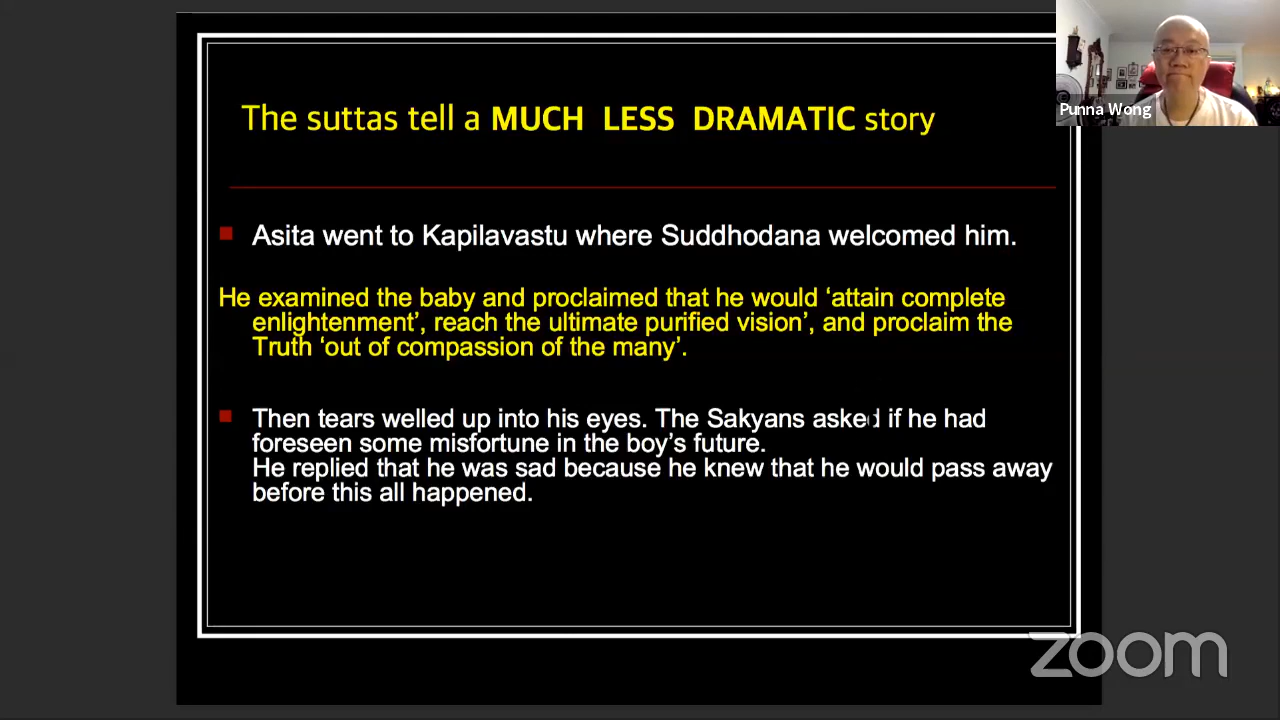 The suttas tell a MUCH LESS DRAMATIC story
Punna Wong
Asita went to Kapilavastu where Suddhodana welcomed him.
He examined the baby and proclaimed that he would ‘attain complete
enlightenment’, reach the ultimate purified vision’, and proclaim the
Truth ‘out of compassion of the many’.
Then tears welled up into his eyes. The Sakyans asked if he had
foreseen some misfortune in the boy’s future.
He replied that he was sad because he knew that he would pass away
before this all happened.
zoom